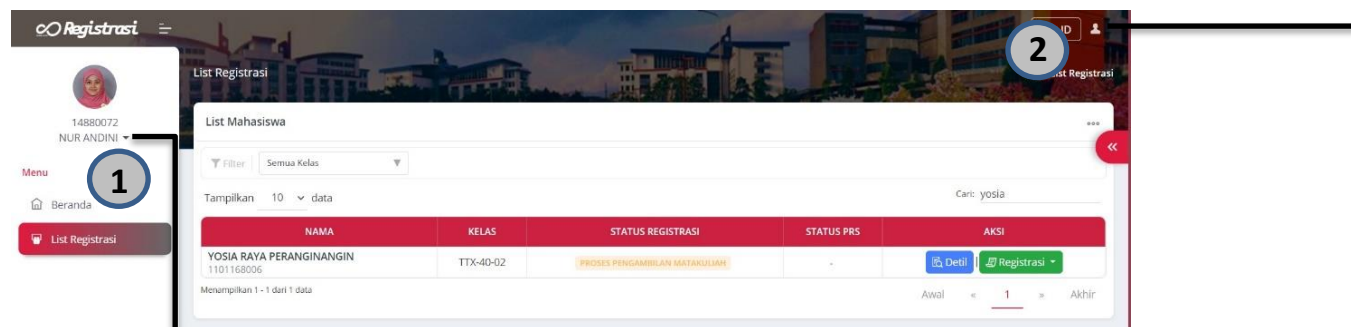 Registrasi
ID
2
List Registrasi
List Registrasi
14880072
NUR ANDINI
List Mahasiswa
Menu
1
Filter
Semua Kelas
Beranda
Tampilkan 10 data
Cari: yosia
List Registrasi
NAMA KELAS STATUS REGISTRASI STATUS PRS AKSI
YOSIA RAYA PERANGINANGIN
1101168006
TTX-40-02 PROSES PENGAMBILAN MATAKULIAH - Detil | Registrasi
Menampilkan 1 - 1 dari 1 data
Awal « 1 » Akhir